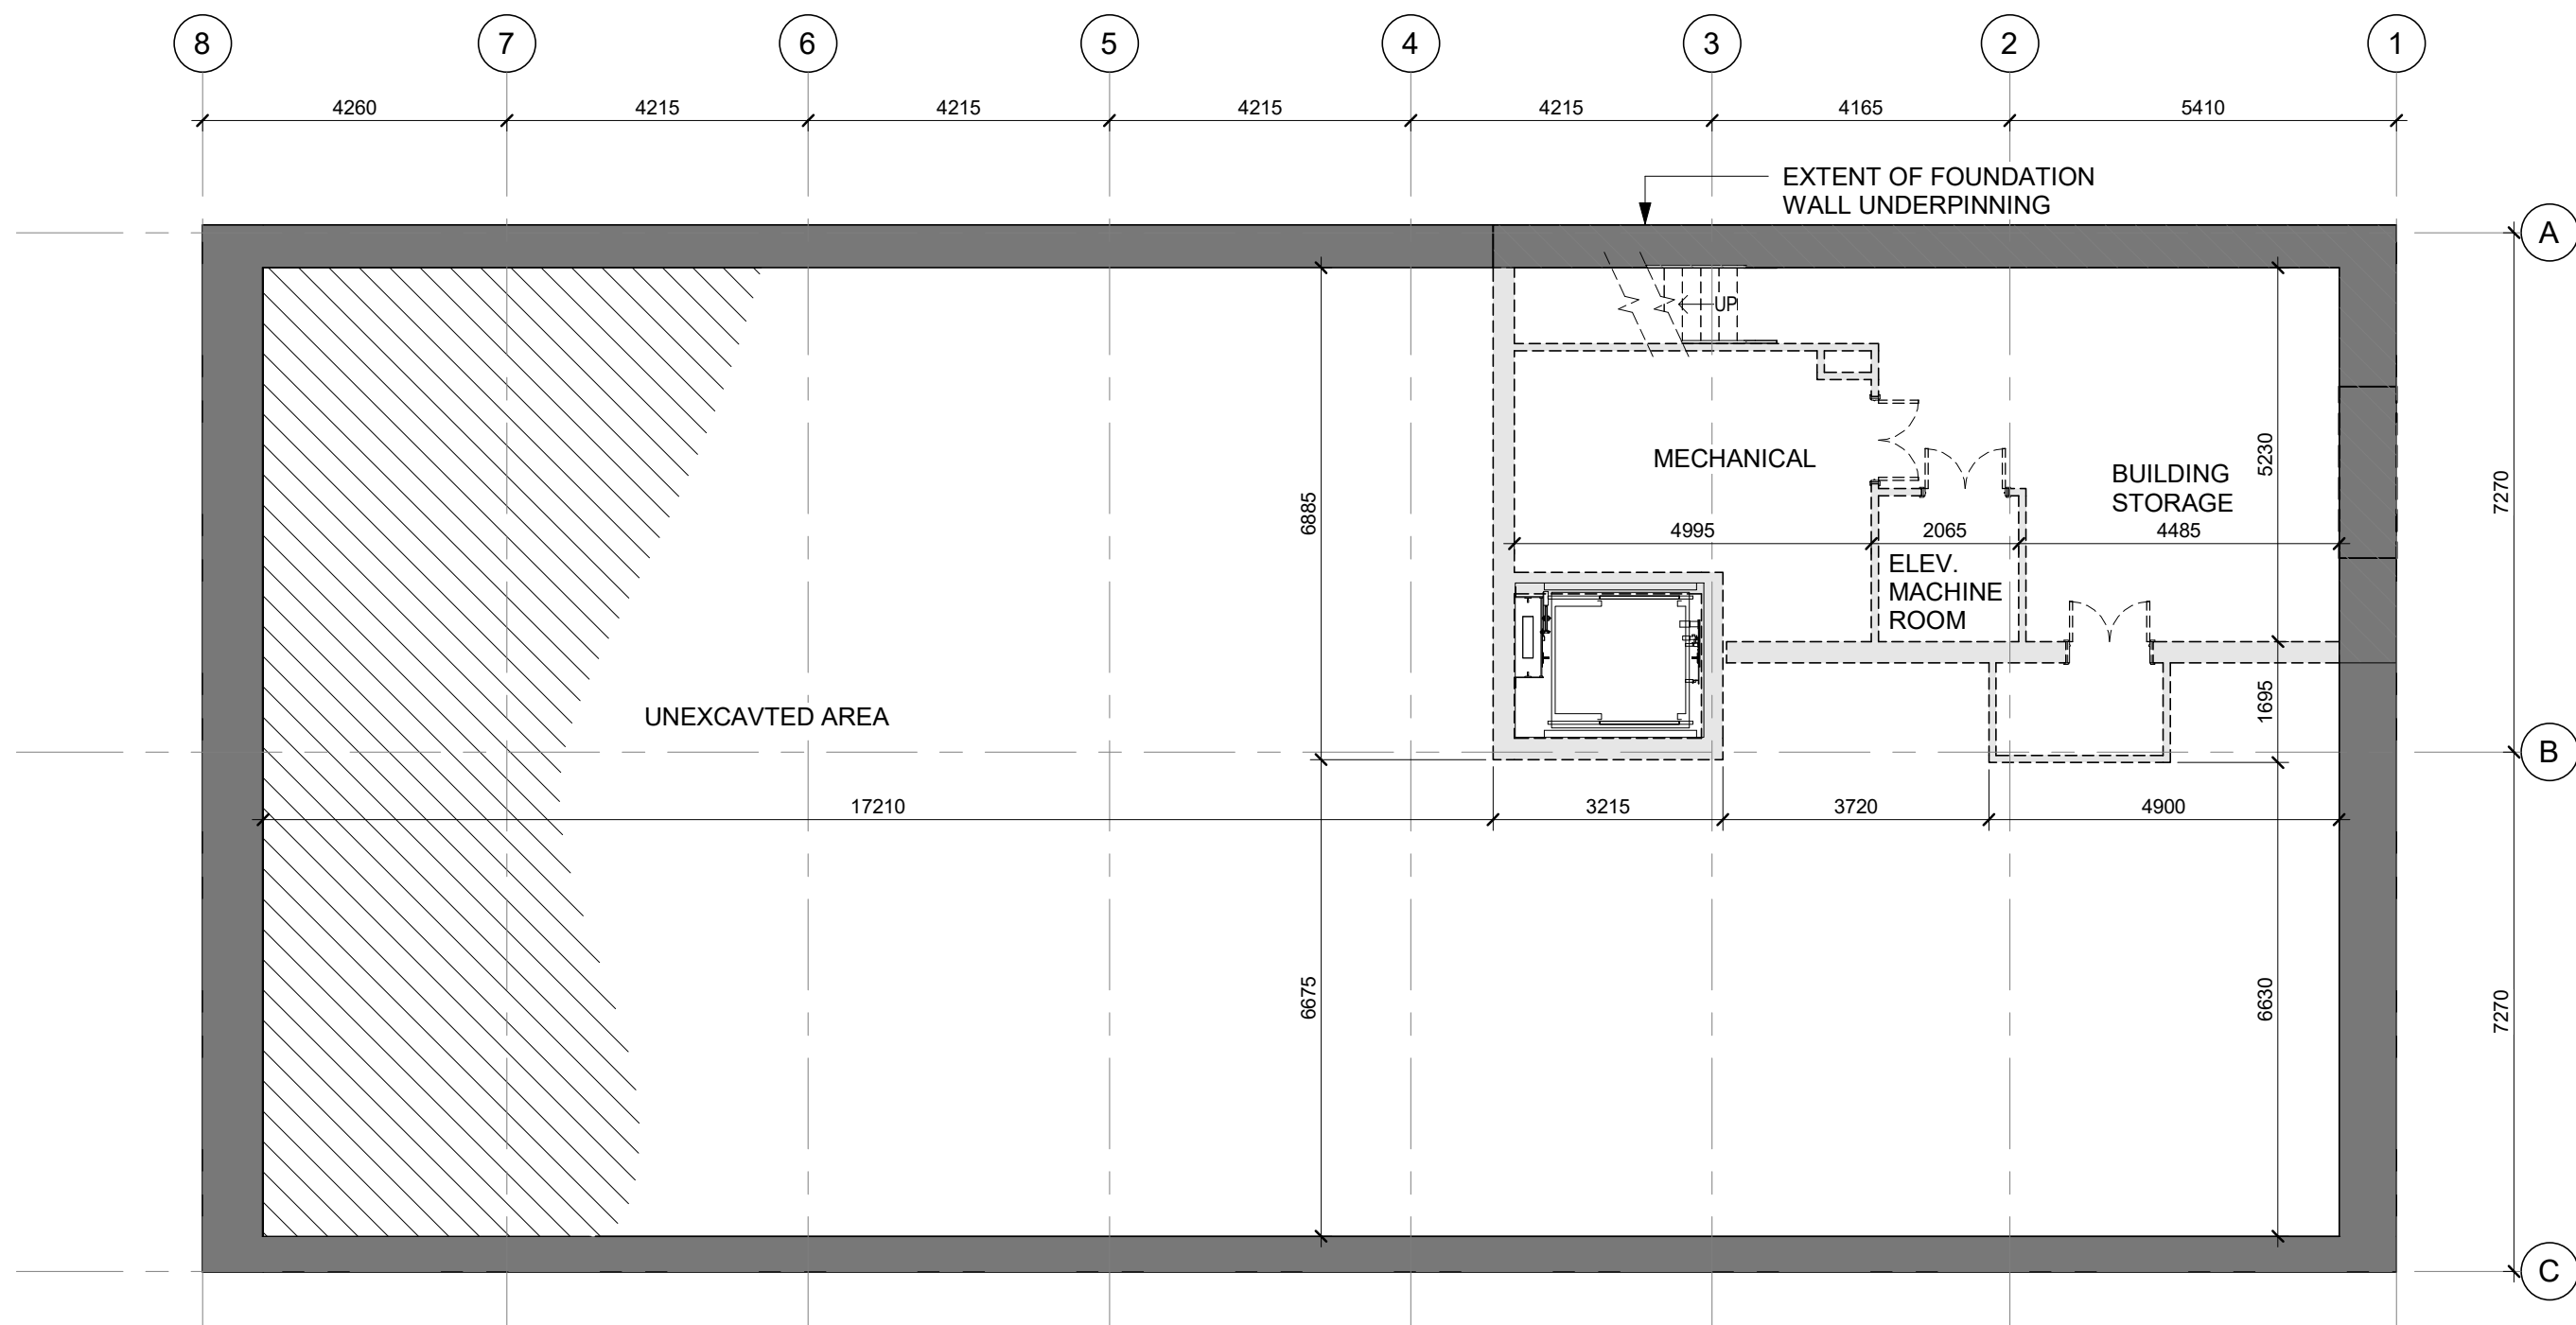 8 7 6 5 4 3 2 1
4260 4215 4215 4215 4215 4165 5410
EXTENT OF FOUNDATION
WALL UNDERPINNING
A
UP
MECHANICAL
BUILDING
STORAGE
5230
7270
6885
4995 2065 4485
ELEV.
MACHINE
ROOM
UNEXCAVTED AREA
1695
B
17210 3215 3720 4900
6675
6630
7270
C